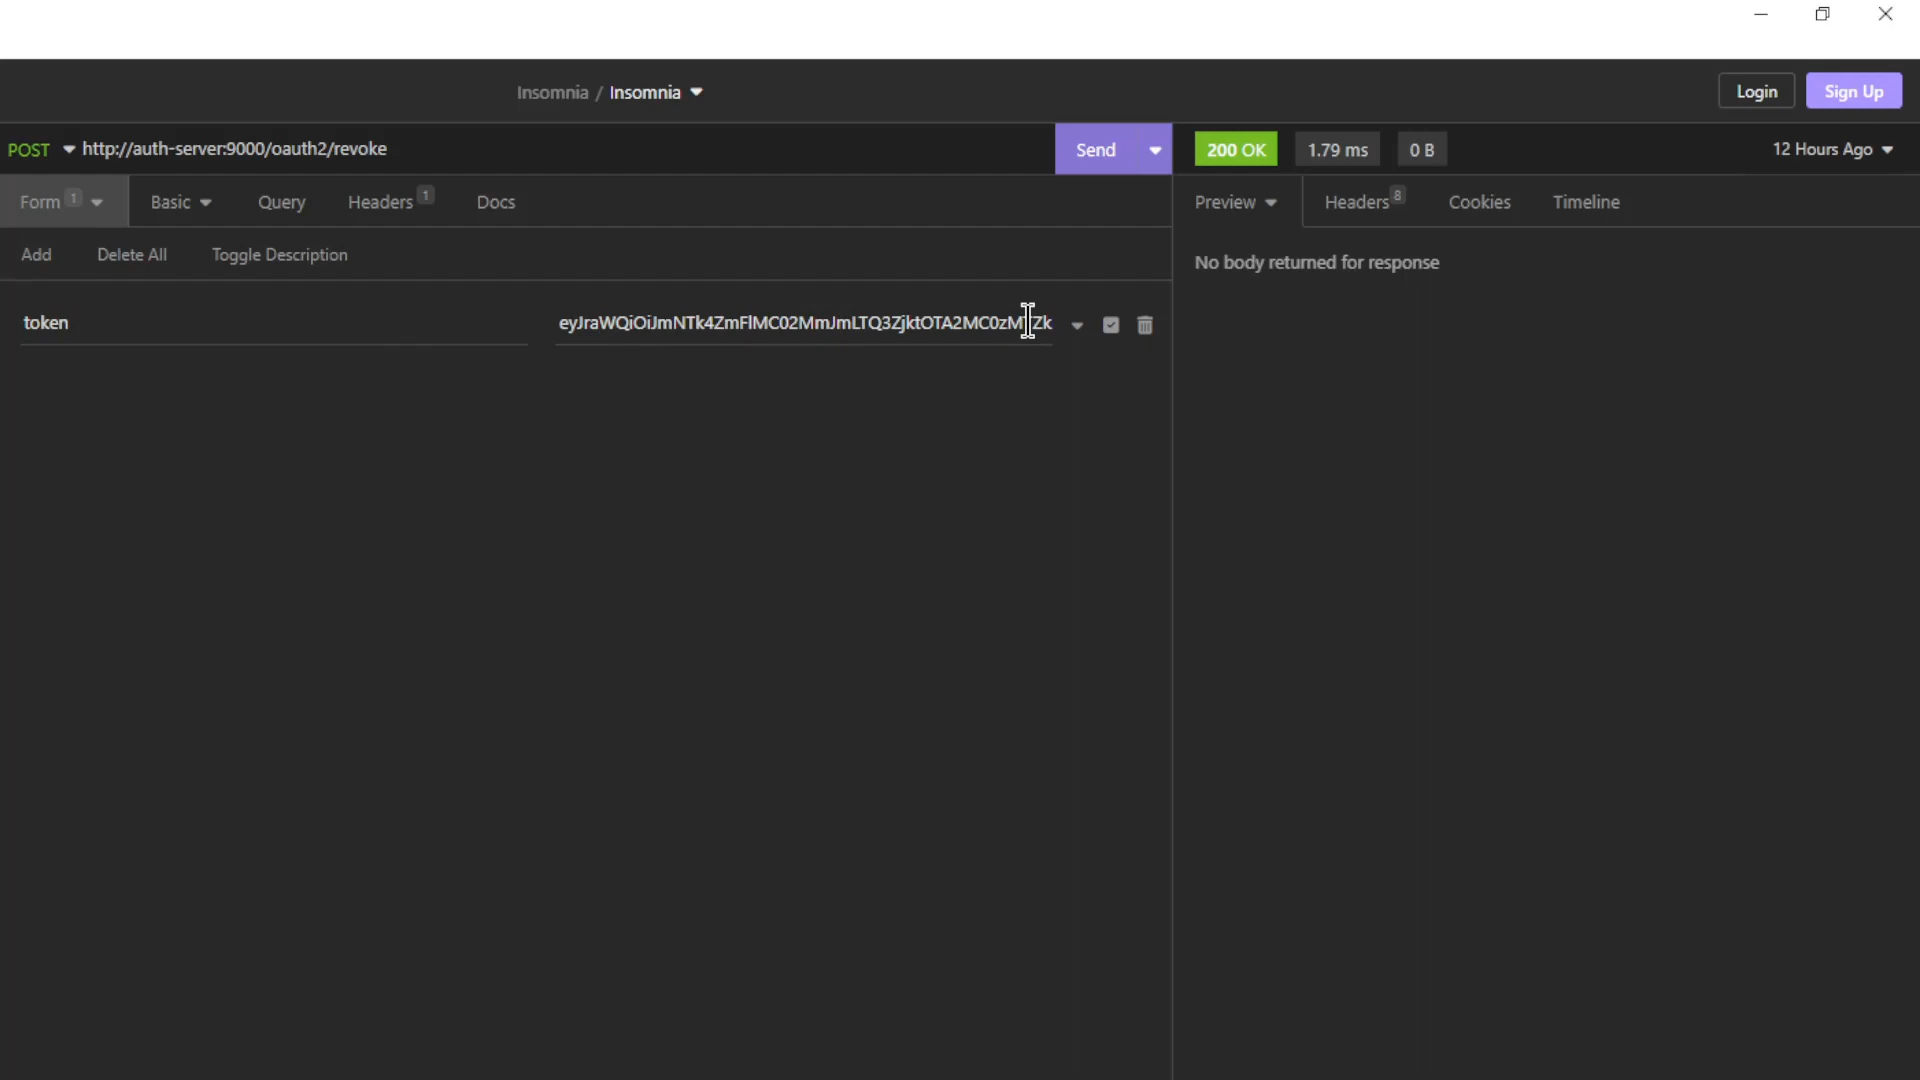 Insomnia / Insomnia
Login
Sign Up
POST http://auth-server:9000/oauth2/revoke
Send
200 OK
1.79 ms
0 B
12 Hours Ago
Form 1
Basic
Query
Headers 1
Docs
Preview
Headers 8
Cookies
Timeline
Add
Delete All
Toggle Description
No body returned for response
token